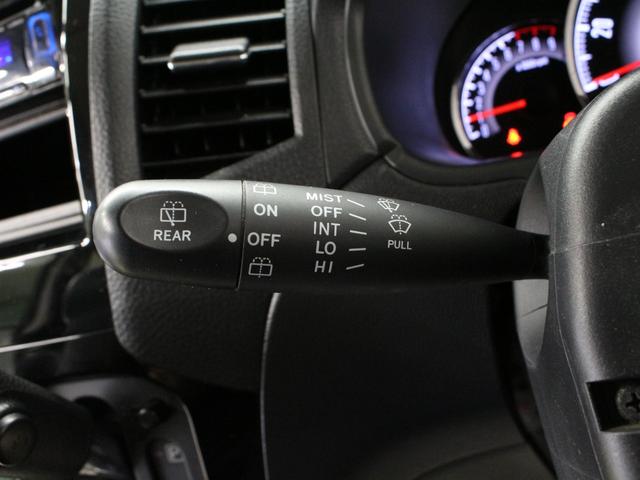 REAR
ON
OFF
MIST
OFF
INT
LO
HI
PULL